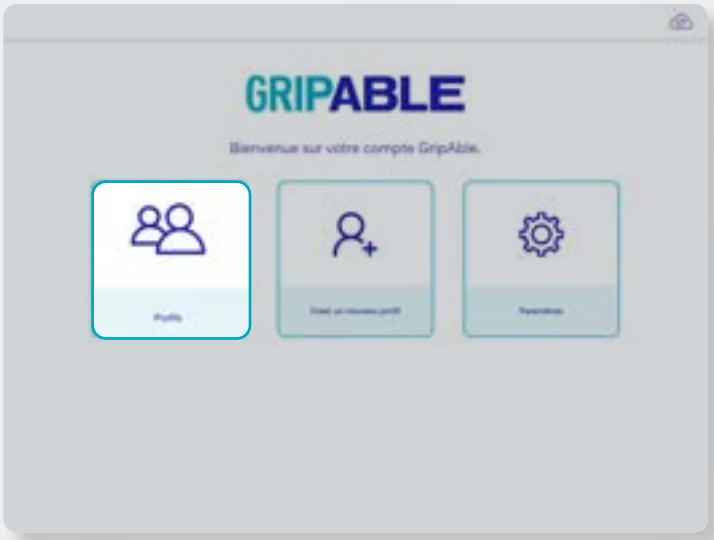 GRIPABLE
Bienvenue sur votre compte GripAble.
Profils
Créer un nouveau profil
Paramètres